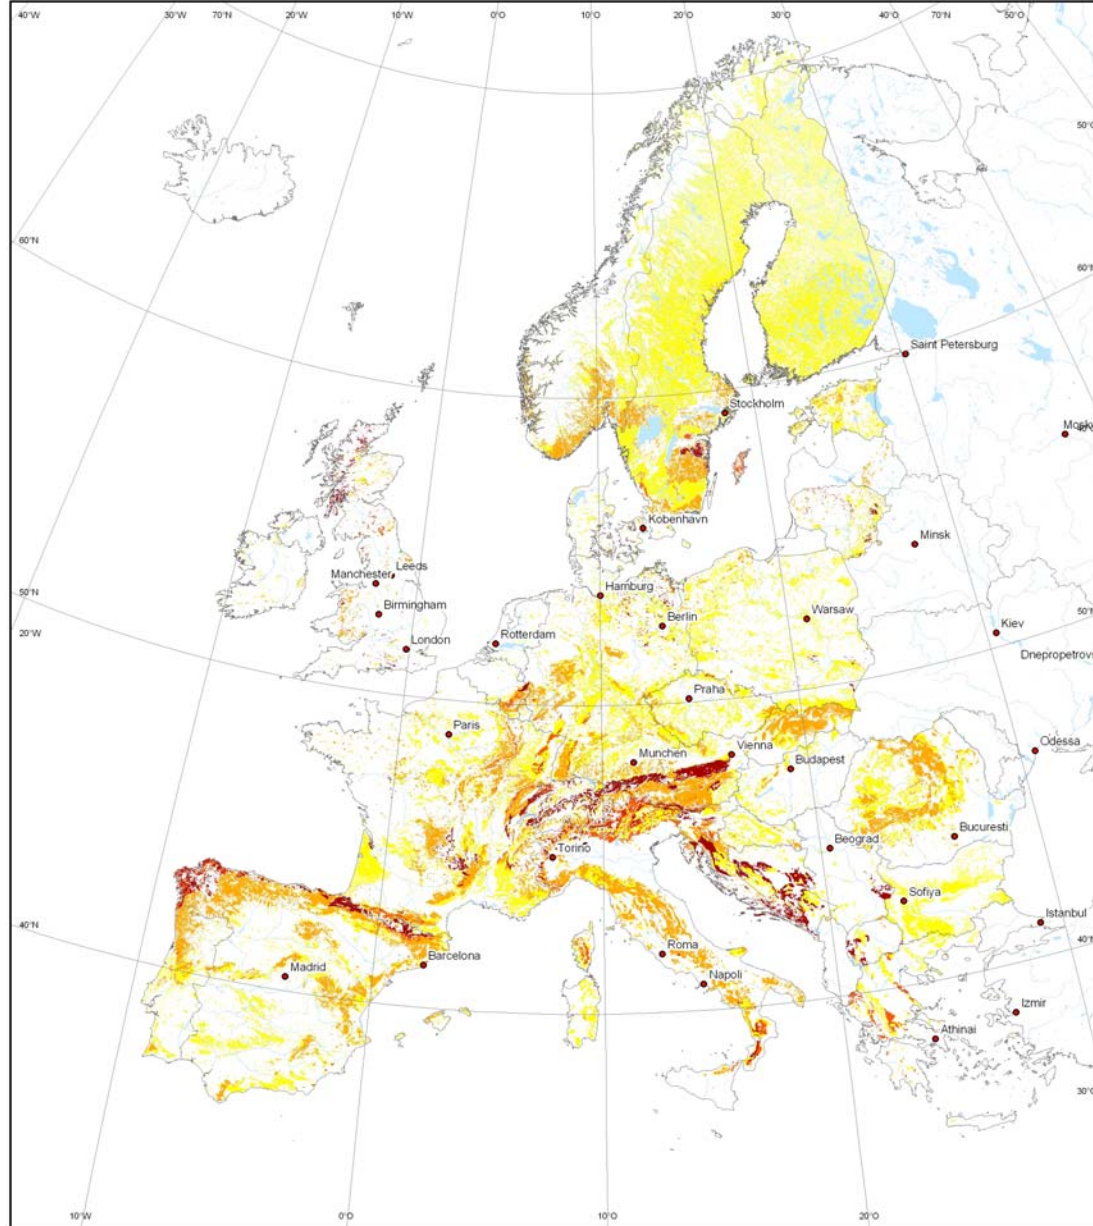 40°W 30°W 20°W 10°W 0°O 10°O 20°O 30°O 40°O 70°N 50°O
50°N
60°N
60°N
Saint Petersburg
Stockholm
Mosk
40°O
Kobenhavn
Minsk
Leeds
Manchester
Hamburg
50°N
Birmingham
Berlin
Warsaw
50°N
20°W
London
Rotterdam
Kiev
Dnepropetrovs
Praha
Paris
Vienna
Odessa
Munchen
Budapest
Bucuresti
Torino
Beograd
Sofiya
Istanbul
40°N
40°N
Roma
Barcelona
Madrid
Napoli
Izmir
Athinai
30°N
10°W 0°O 10°O 20°O